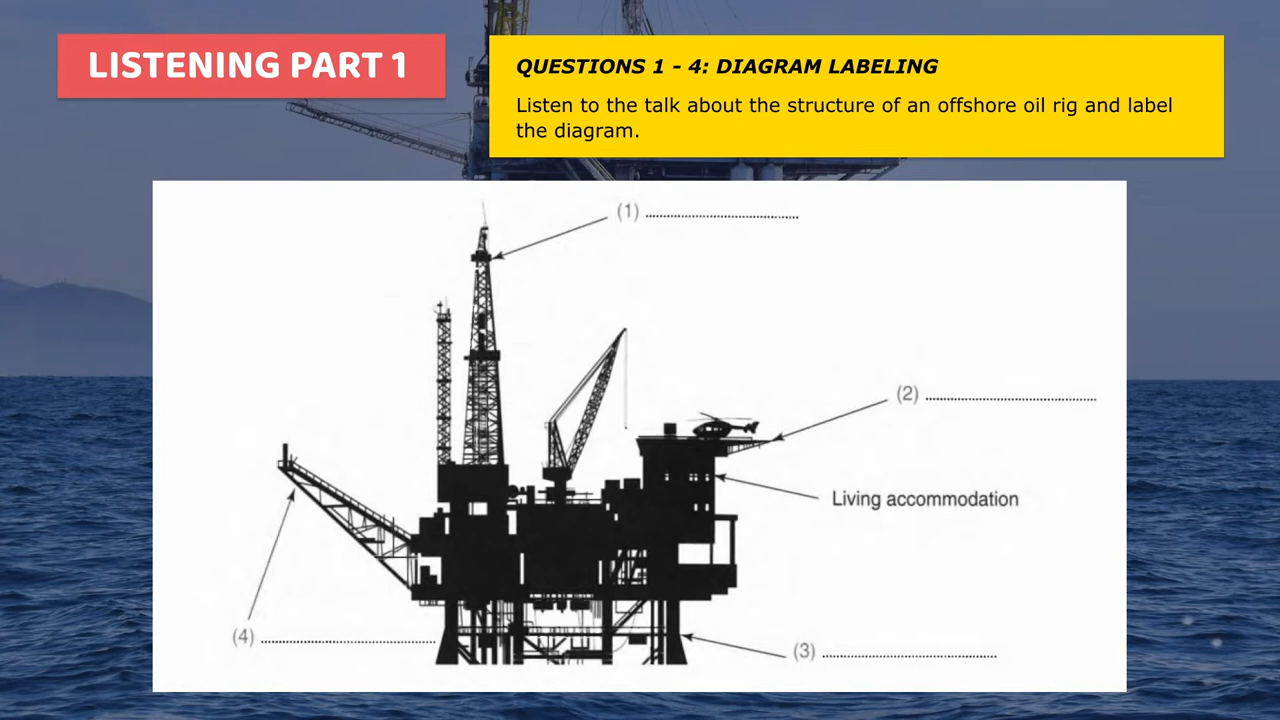 LISTENING PART 1
QUESTIONS 1 - 4: DIAGRAM LABELING
Listen to the talk about the structure of an offshore oil rig and label
the diagram.
(1) ..........................................
(2) ..........................................
Living accommodation
(4) ..........................................
(3) ..........................................